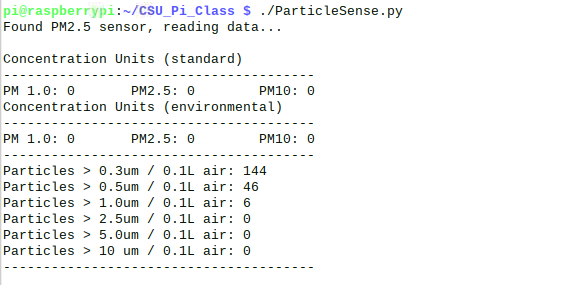 pi@raspberrypi:~/CSU_Pi_Class $ ./ParticleSense.py
Found PM2.5 sensor, reading data...

Concentration Units (standard)
---------------------------------------
PM 1.0: 0       PM2.5: 0        PM10: 0
Concentration Units (environmental)
---------------------------------------
PM 1.0: 0       PM2.5: 0        PM10: 0
---------------------------------------
Particles > 0.3um / 0.1L air: 144
Particles > 0.5um / 0.1L air: 46
Particles > 1.0um / 0.1L air: 6
Particles > 2.5um / 0.1L air: 0
Particles > 5.0um / 0.1L air: 0
Particles > 10 um / 0.1L air: 0
---------------------------------------